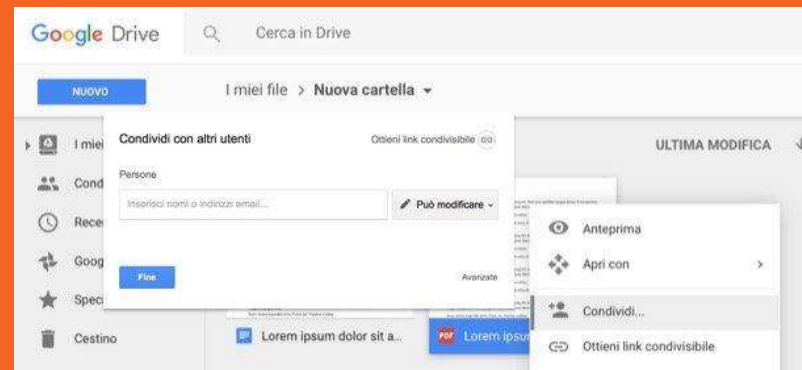 Google Drive
Cerca in Drive
NUOVO
I miei file > Nuova cartella
I miei
Cond
Rece
Goog
Speci
Cestino
Condividi con altri utenti
Ottieni link condivisibile
Persone
Inserisci nomi o indirizzi email...
Può modificare
Fine
Avanzate
ULTIMA MODIFICA
Lorem ipsum dolor sit a...
PDF Lorem ipsu
Anteprima
Apri con
Condividi...
Ottieni link condivisibile